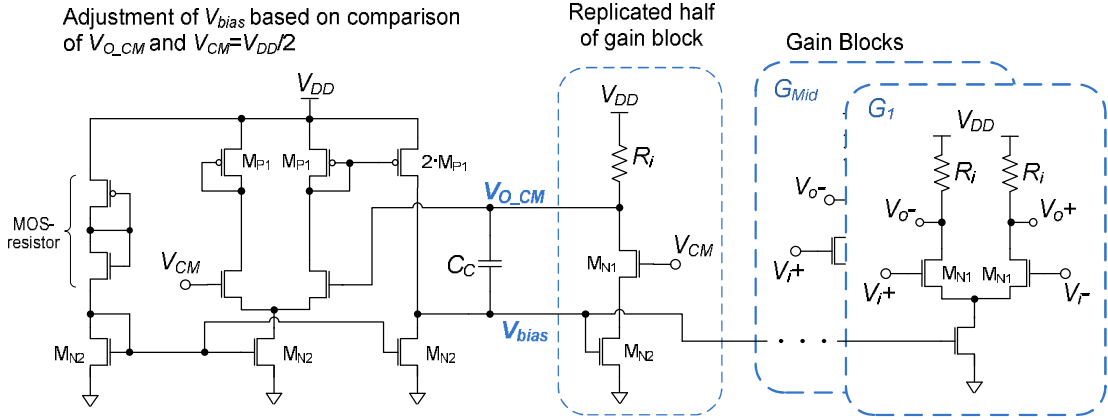 Adjustment of Vbias based on comparison
of VO_CM and VCM=VDD/2
Replicated half
of gain block
Gain Blocks
GMid
G1
VDD
VDD
VDD
MP1
MP1
2·MP1
Ri
Ri
Ri
MOS-
resistor
VO_CM
Vo-
Vo-
Vo+
VCM
CC
MN1
VCM
Vi+
Vi+
MN1
MN1
Vi-
Vbias
MN2
MN2
MN2
MN2
. . .